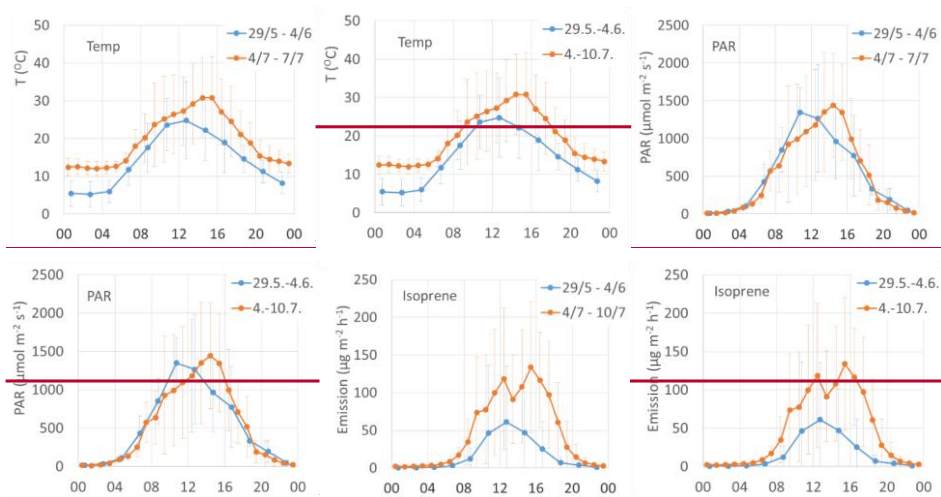 T (ᴼC)
50
40
30
20
10
0
Temp
29/5 - 4/6
4/7 - 7/7
00 04 08 12 16 20 00
T (ᴼC)
50
40
30
20
10
0
Temp
29.5.-4.6.
4.-10.7.
00 04 08 12 16 20 00
PAR (µmol m⁻² s⁻¹)
2500
2000
1500
1000
500
0
PAR
29/5 - 4/6
4/7 - 7/7
00 04 08 12 16 20 00
PAR (µmol m⁻² s⁻¹)
2500
2000
1500
1000
500
0
PAR
29.5.-4.6.
4.-10.7.
00 04 08 12 16 20 00
Emission (µg m⁻² h⁻¹)
250
200
150
100
50
0
Isoprene
29/5 - 4/6
4/7 - 10/7
00 04 08 12 16 20 00
Emission (µg m⁻² h⁻¹)
250
200
150
100
50
0
Isoprene
29.5.-4.6.
4.-10.7.
00 04 08 12 16 20 00